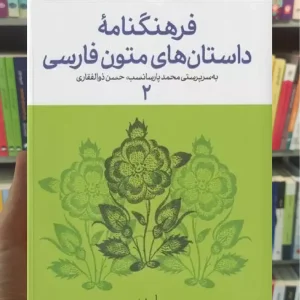 فرهنگنامهٔ
داستان‌های متون فارسی
به‌سرپرستی محمد پارسانسب، حسن ذوالفقاری
۲